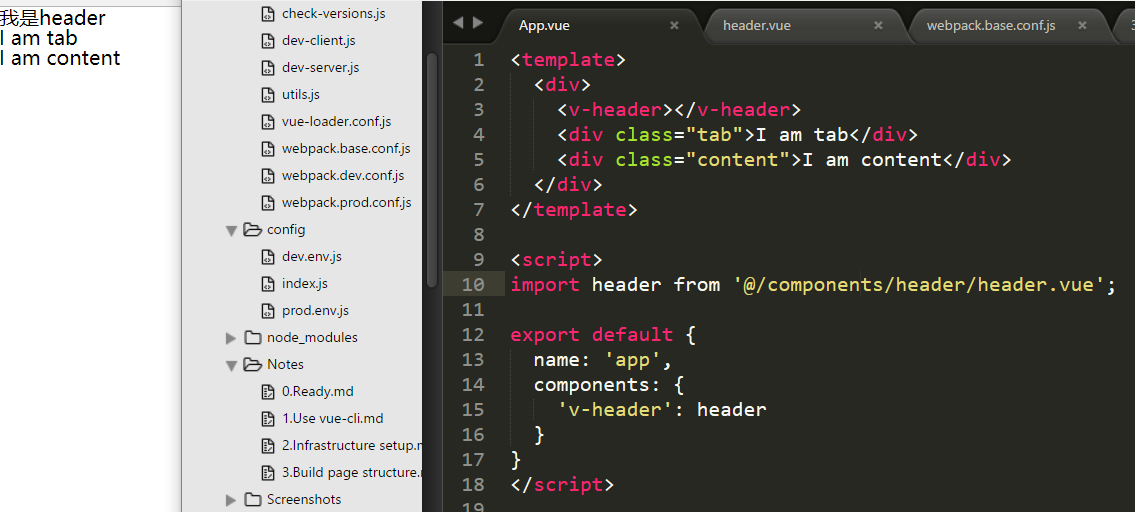 我是header
I am tab
I am content
check-versions.js
dev-client.js
dev-server.js
utils.js
vue-loader.conf.js
webpack.base.conf.js
webpack.dev.conf.js
webpack.prod.conf.js
config
dev.env.js
index.js
prod.env.js
node_modules
Notes
0.Ready.md
1.Use vue-cli.md
2.Infrastructure setup.m
3.Build page structure.
Screenshots
App.vue
header.vue
webpack.base.conf.js
3
1 <template>
2 <div>
3 <v-header></v-header>
4 <div class="tab">I am tab</div>
5 <div class="content">I am content</div>
6 </div>
7 </template>
8
9 <script>
10 import header from '@/components/header/header.vue';
11
12 export default {
13 name: 'app',
14 components: {
15 'v-header': header
16 }
17 }
18 </script>
19